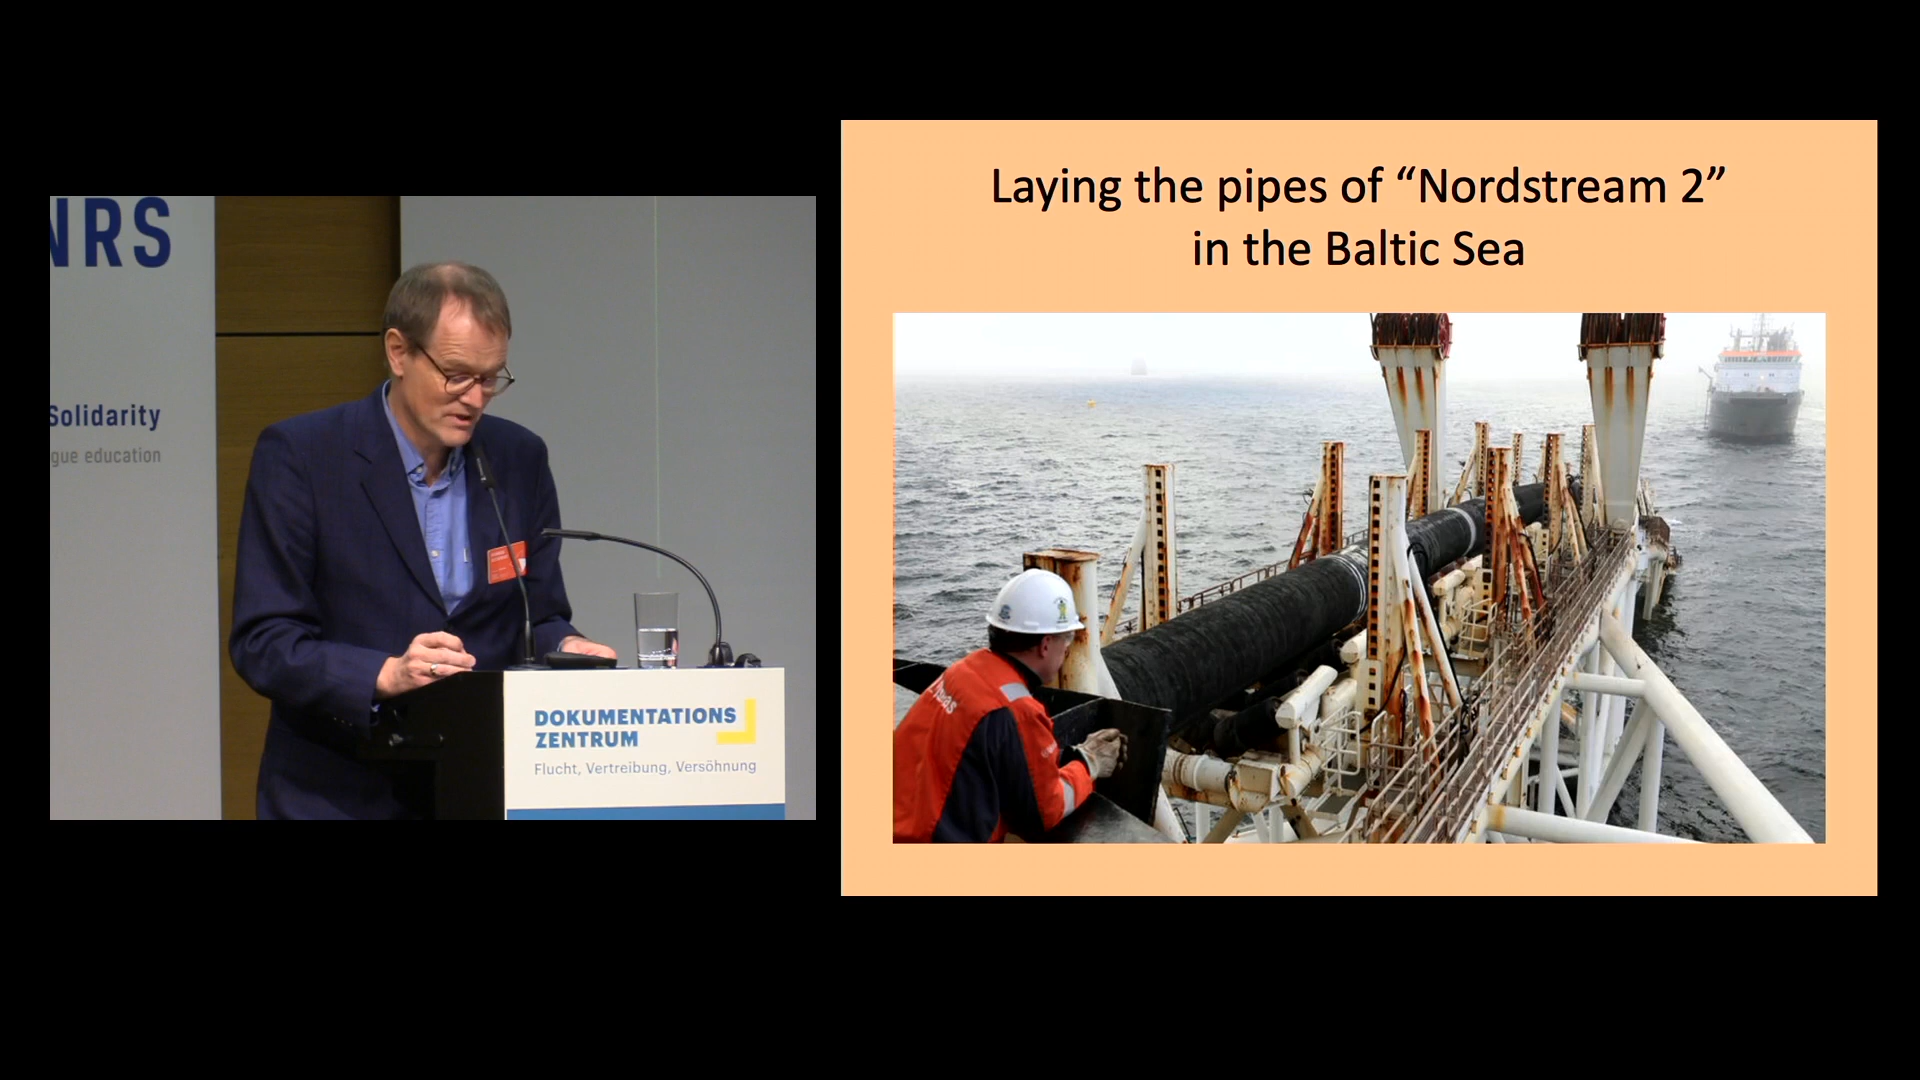 NRS
Solidarity
gue education
DOKUMENTATIONS
ZENTRUM
Flucht, Vertreibung, Versöhnung
Laying the pipes of “Nordstream 2”
in the Baltic Sea